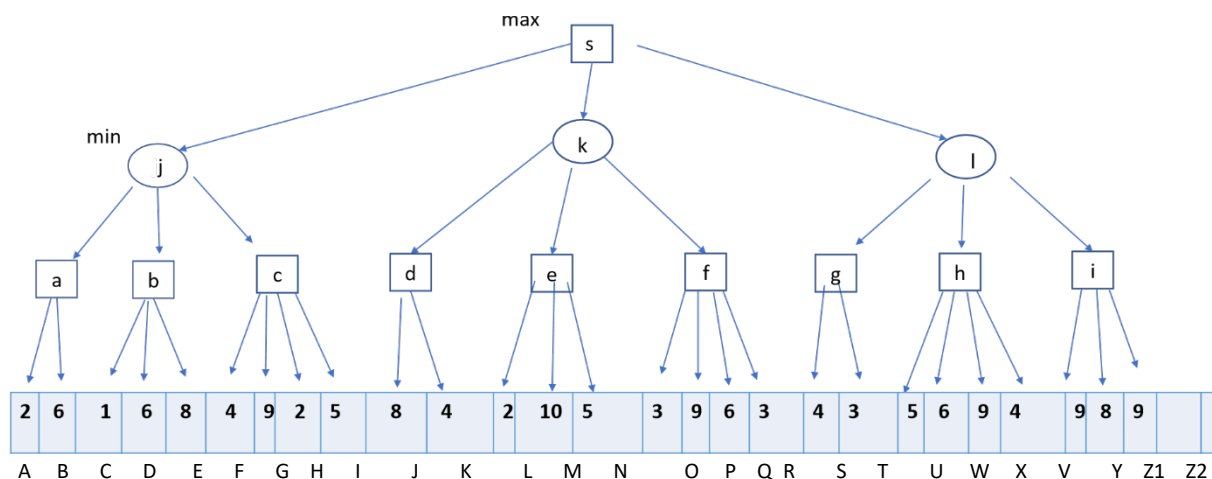 max
s
min
j
k
l
a
b
c
d
e
f
g
h
i
2 6 1 6 8 4 9 2 5 8 4 2 10 5 3 9 6 3 4 3 5 6 9 4 9 8 9
A B C D E F G H I J K L M N O P Q R S T U W X V Y Z1 Z2